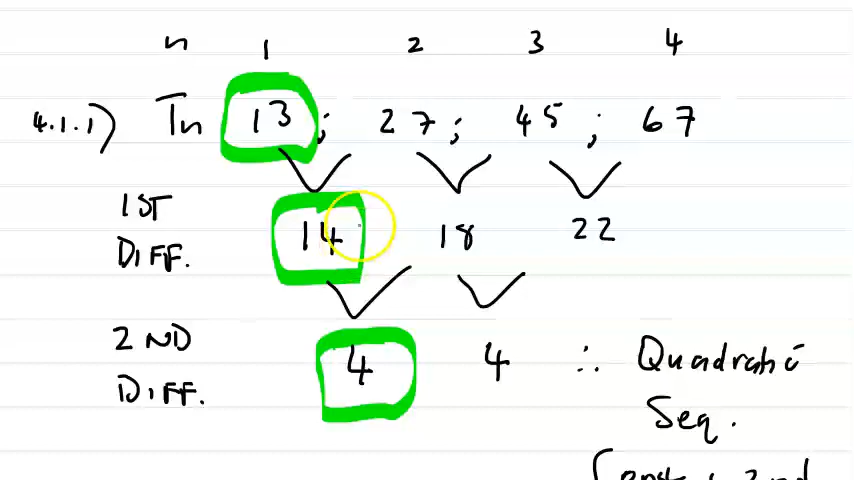 n 1 2 3 4
4.1.1) Tn 13 ; 27 ; 45 ; 67
1ST
DIFF. 14 18 22
2ND
DIFF. 4 4 ∴ Quadratic
Seq.